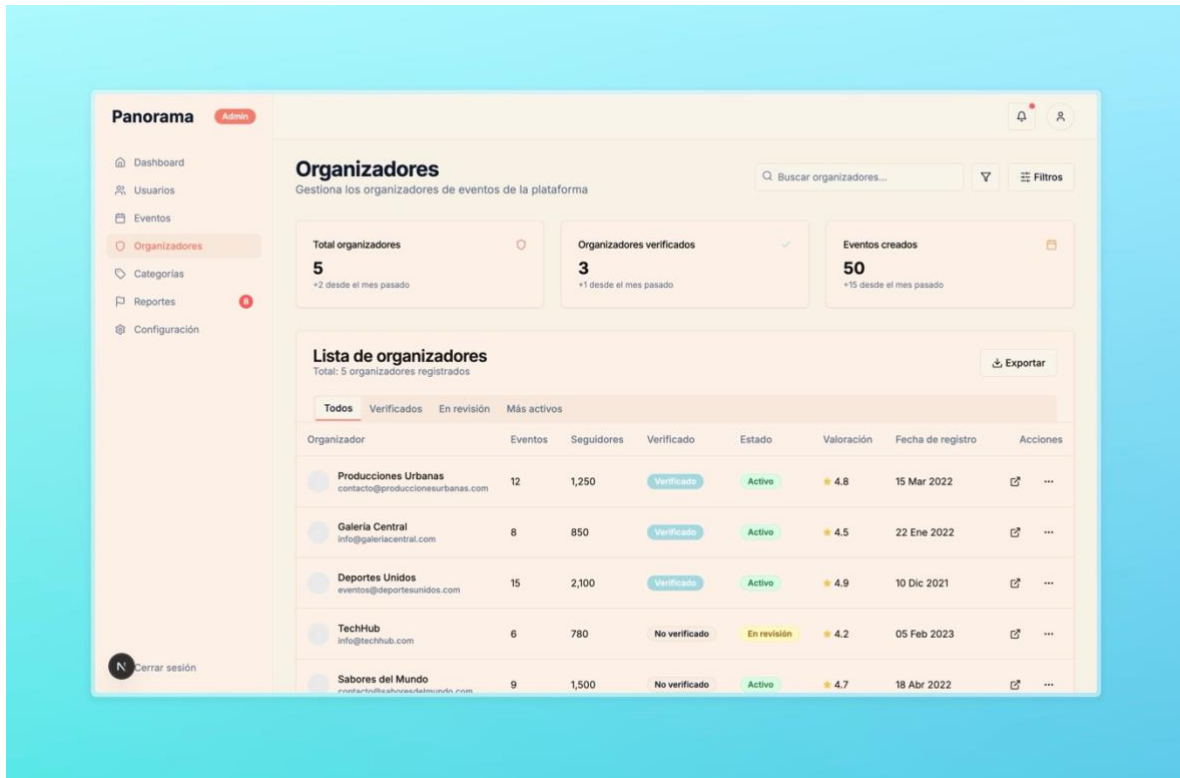 Panorama Admin
Dashboard
Usuarios
Eventos
Organizadores
Categorías
Reportes 8
Configuración
N Cerrar sesión
Organizadores
Gestiona los organizadores de eventos de la plataforma
Buscar organizadores...
Filtros
Total organizadores
5
+2 desde el mes pasado
Organizadores verificados
3
+1 desde el mes pasado
Eventos creados
50
+15 desde el mes pasado
Lista de organizadores
Total: 5 organizadores registrados
Exportar
Todos Verificados En revisión Más activos
Organizador Eventos Seguidores Verificado Estado Valoración Fecha de registro Acciones
Producciones Urbanas
contacto@produccionesurbanas.com
12 1,250 Verificado Activo 4.8 15 Mar 2022
Galería Central
info@galeriacentral.com
8 850 Verificado Activo 4.5 22 Ene 2022
Deportes Unidos
eventos@deportesunidos.com
15 2,100 Verificado Activo 4.9 10 Dic 2021
TechHub
info@techhub.com
6 780 No verificado En revisión 4.2 05 Feb 2023
Sabores del Mundo
contacto@saboresdelmundo.com
9 1,500 No verificado Activo 4.7 18 Abr 2022